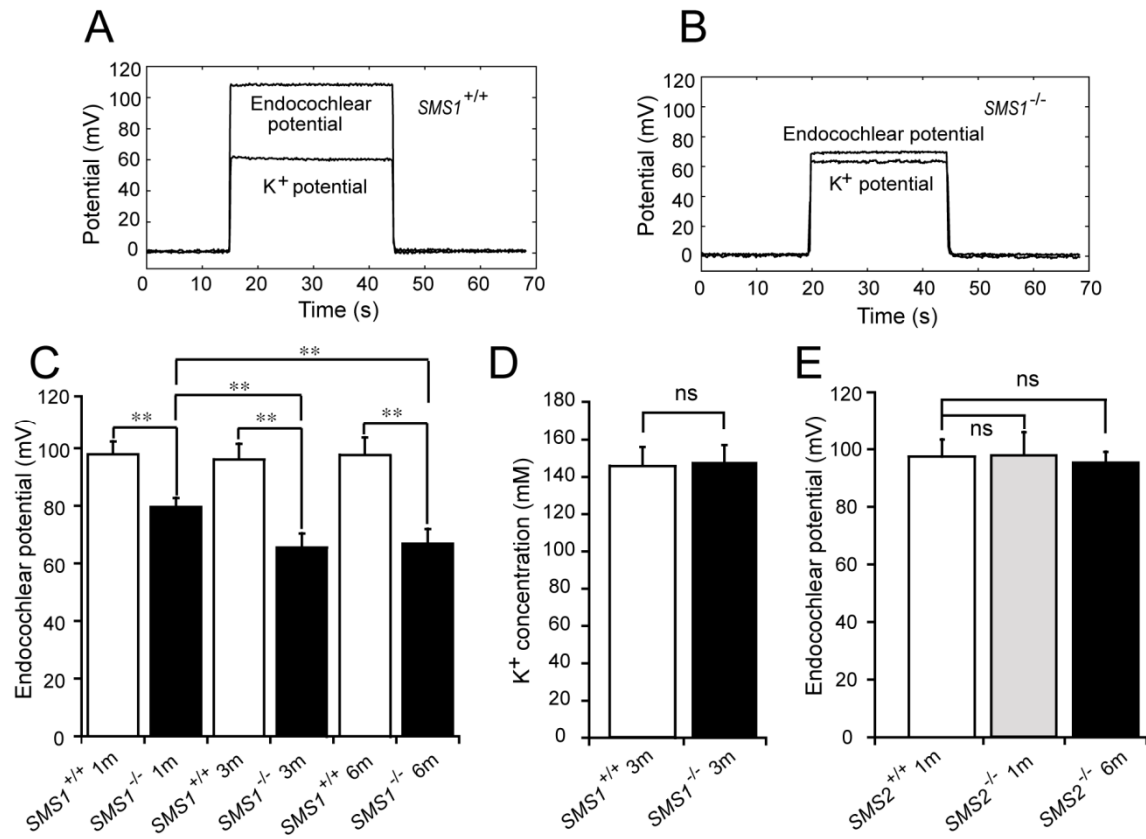 A
Potential (mV)
120
100
80
60
40
20
0
Endocochlear
potential
K+ potential
SMS1+/+
0 10 20 30 40 50 60 70
Time (s)
B
Potential (mV)
120
100
80
60
40
20
0
SMS1-/-
Endocochlear potential
K+ potential
0 10 20 30 40 50 60 70
Time (s)
C
Endocochlear potential (mV)
120
100
80
60
40
20
0
**
**
** ** **
SMS1+/+ 1m
SMS1-/- 1m
SMS1+/+ 3m
SMS1-/- 3m
SMS1+/+ 6m
SMS1-/- 6m
D
K+ concentration (mM)
180
160
140
120
100
80
60
40
20
0
ns
SMS1+/+ 3m
SMS1-/- 3m
E
Endocochlear potential (mV)
120
100
80
60
40
20
0
ns
ns
SMS2+/+ 1m
SMS2-/- 1m
SMS2-/- 6m